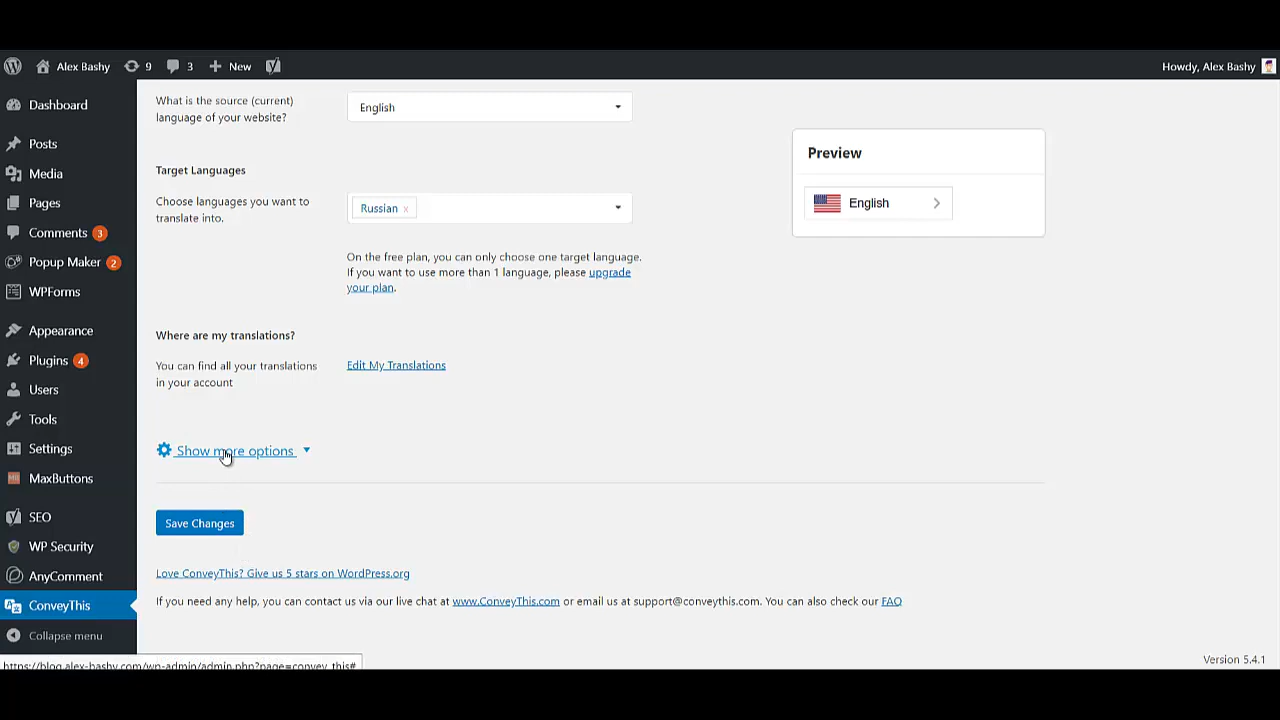 Alex Bashy 9 3 New Howdy, Alex Bashy
Dashboard
Posts
Media
Pages
Comments 3
Popup Maker 2
WPForms
Appearance
Plugins 4
Users
Tools
Settings
MaxButtons
SEO
WP Security
AnyComment
ConveyThis
Collapse menu
What is the source (current)
language of your website?
English
Target Languages
Choose languages you want to
translate into.
Russian x
On the free plan, you can only choose one target language.
If you want to use more than 1 language, please upgrade
your plan.
Where are my translations?
You can find all your translations
in your account
Edit My Translations
Show more options
Save Changes
Love ConveyThis? Give us 5 stars on WordPress.org
If you need any help, you can contact us via our live chat at www.ConveyThis.com or email us at support@conveythis.com. You can also check our FAQ
Preview
English
https://blog.alex-bashy.com/wp-admin/admin.php?page=convey_this#
Version 5.4.1